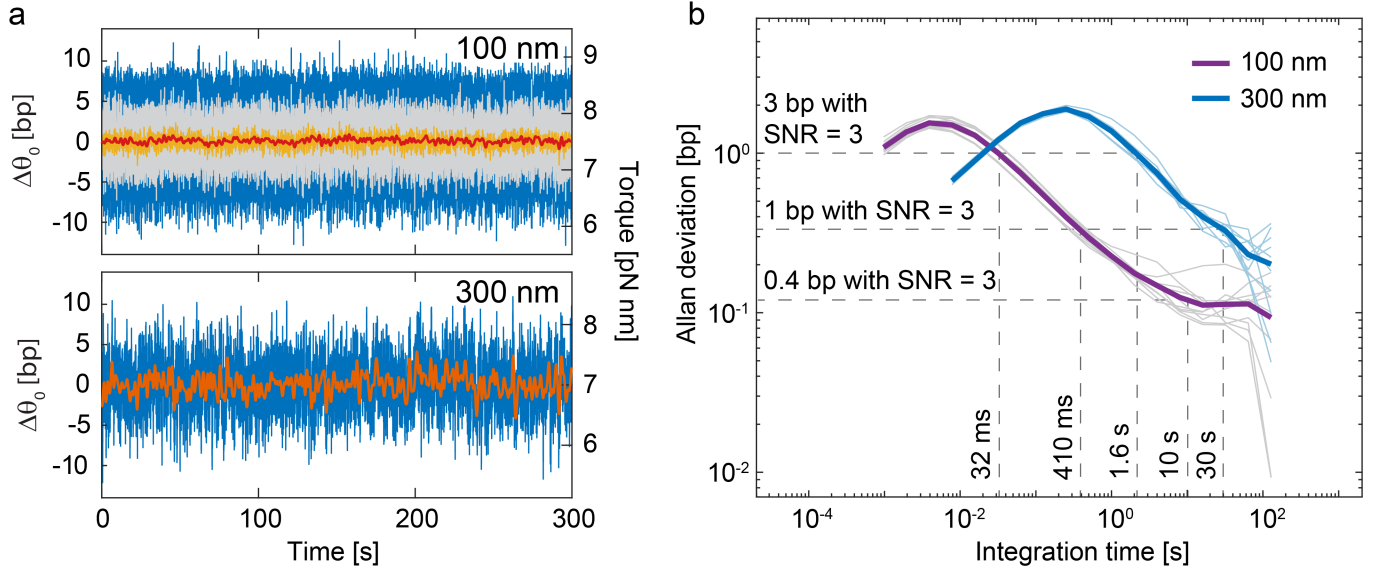 a
100 nm
10
5
0
-5
-10
Δθ0 [bp]
9
8
7
6
Torque [pN nm]
300 nm
10
5
0
-5
-10
Δθ0 [bp]
8
7
6
0
100
200
300
Time [s]
b
100 nm
300 nm
3 bp with
SNR = 3
1 bp with SNR = 3
0.4 bp with SNR = 3
Allan deviation [bp]
10^0
10^-1
10^-2
32 ms
410 ms
1.6 s
10 s
30 s
10^-4
10^-2
10^0
10^2
Integration time [s]